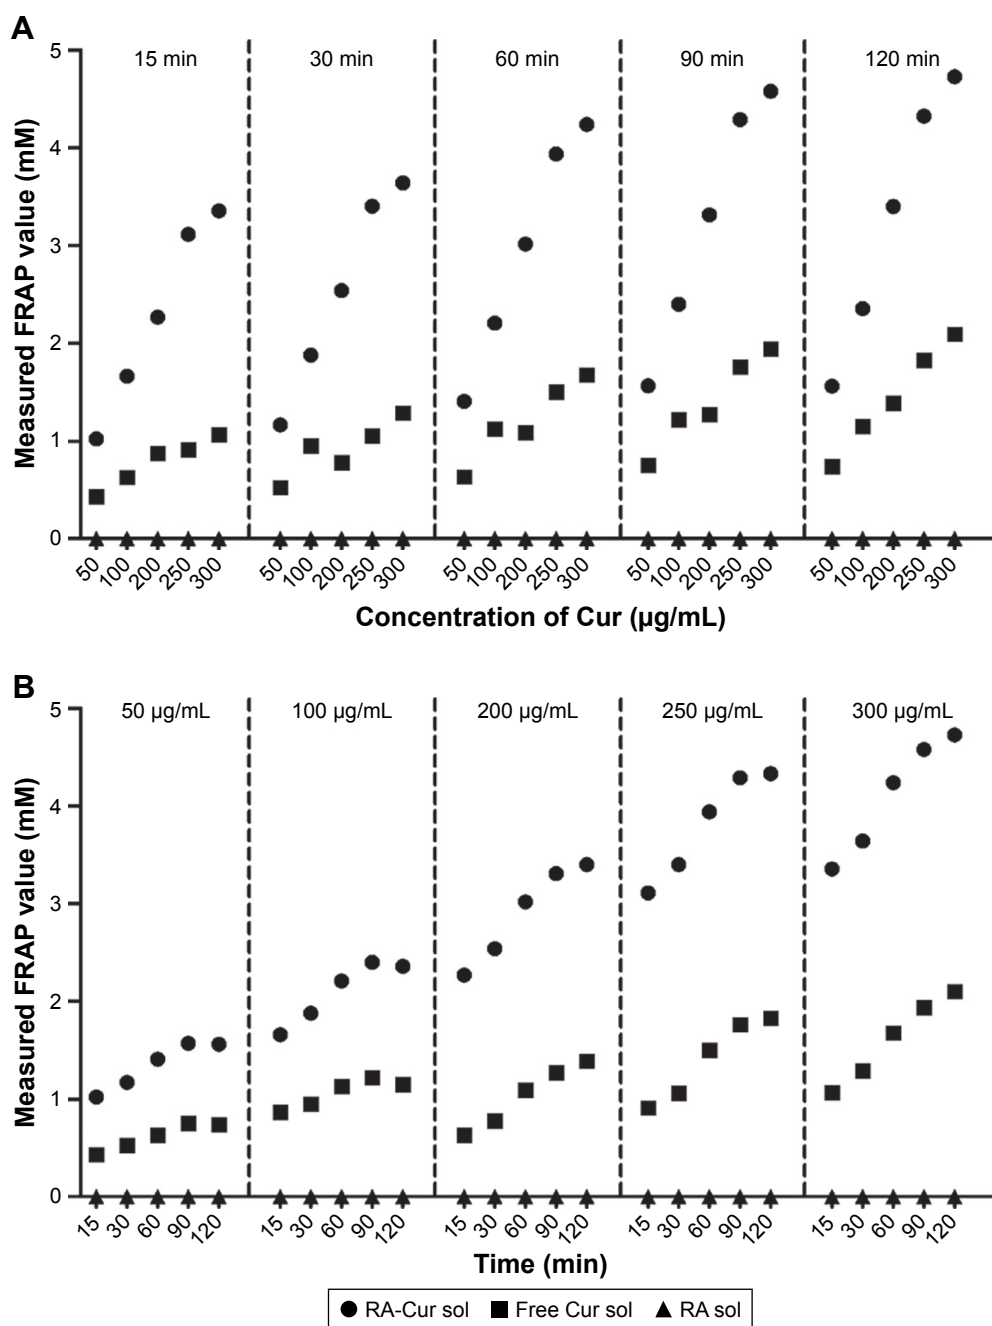 A
15 min 30 min 60 min 90 min 120 min
5
4
3
2
1
0
Measured FRAP value (mM)
50 100 200 250 300 50 100 200 250 300 50 100 200 250 300 50 100 200 250 300 50 100 200 250 300
Concentration of Cur (µg/mL)
B
50 µg/mL 100 µg/mL 200 µg/mL 250 µg/mL 300 µg/mL
5
4
3
2
1
0
Measured FRAP value (mM)
15 30 60 90 120 15 30 60 90 120 15 30 60 90 120 15 30 60 90 120 15 30 60 90 120
Time (min)
RA-Cur sol Free Cur sol RA sol